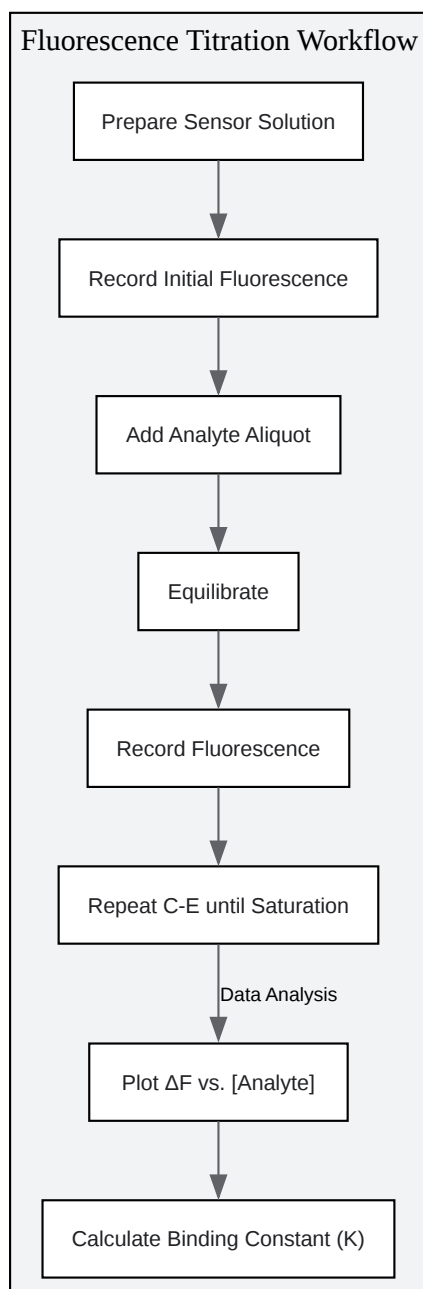 Fluorescence Titration Workflow
Prepare Sensor Solution
Record Initial Fluorescence
Add Analyte Aliquot
Equilibrate
Record Fluorescence
Repeat C-E until Saturation
Data Analysis
Plot ΔF vs. [Analyte]
Calculate Binding Constant (K)